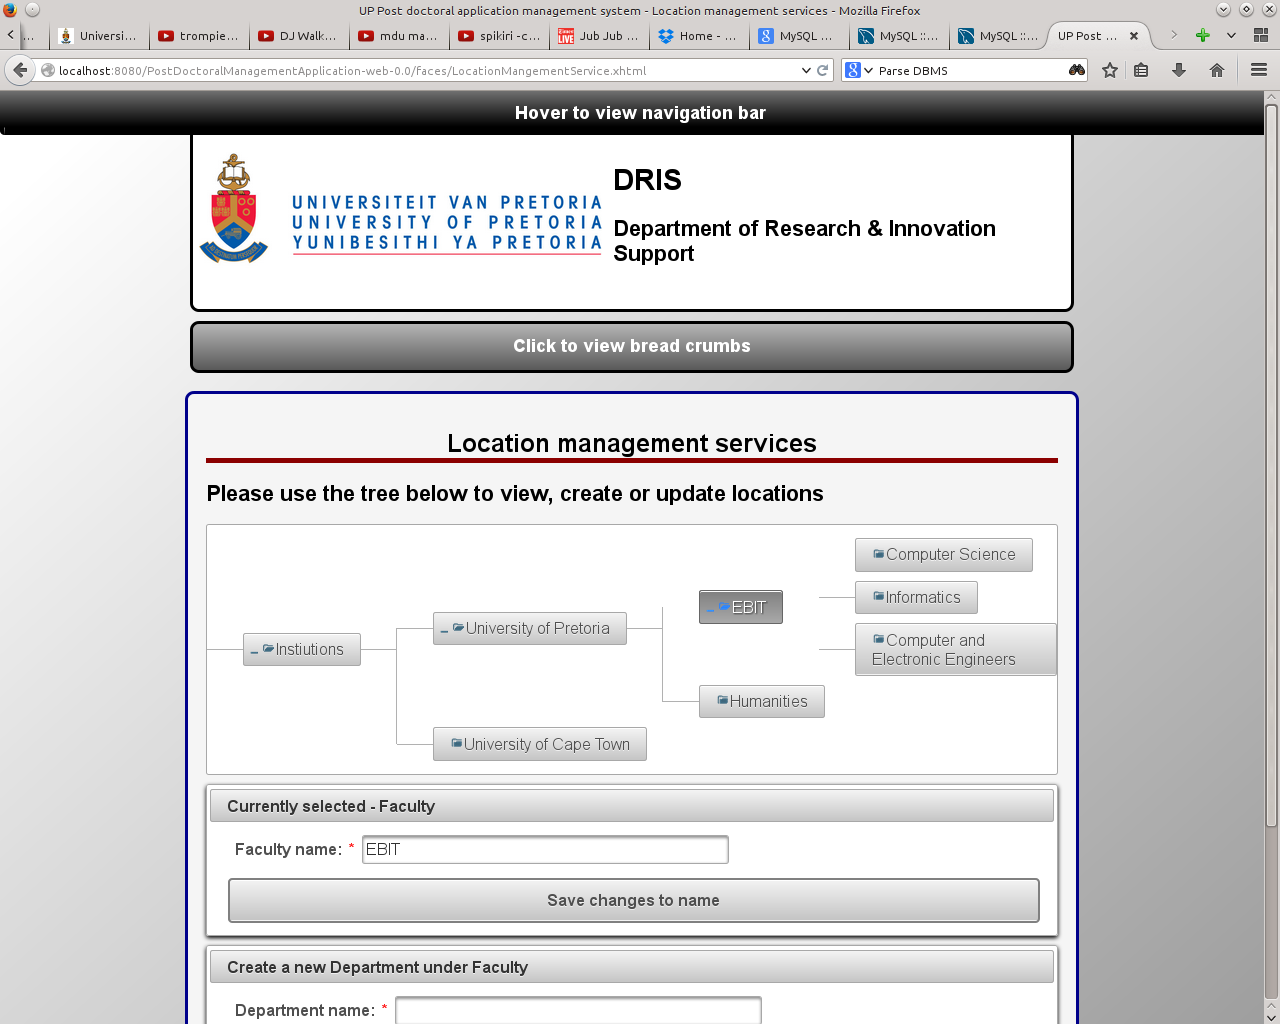 UP Post doctoral application management system - Location management services - Mozilla Firefox
Universi...
trompie...
DJ Walk...
mdu ma...
spikiri -c...
Jub Jub ...
Home - ...
MySQL ...
MySQL ::...
MySQL ::...
UP Post ...
localhost:8080/PostDoctoralManagementApplication-web-0.0/faces/LocationMangementService.xhtml
Parse DBMS
Hover to view navigation bar
UNIVERSITEIT VAN PRETORIA
UNIVERSITY OF PRETORIA
YUNIBESITHI YA PRETORIA
DRIS
Department of Research & Innovation
Support
Click to view bread crumbs
Location management services
Please use the tree below to view, create or update locations
Instiutions
University of Pretoria
University of Cape Town
EBIT
Humanities
Computer Science
Informatics
Computer and
Electronic Engineers
Currently selected - Faculty
Faculty name: * EBIT
Save changes to name
Create a new Department under Faculty
Department name: *